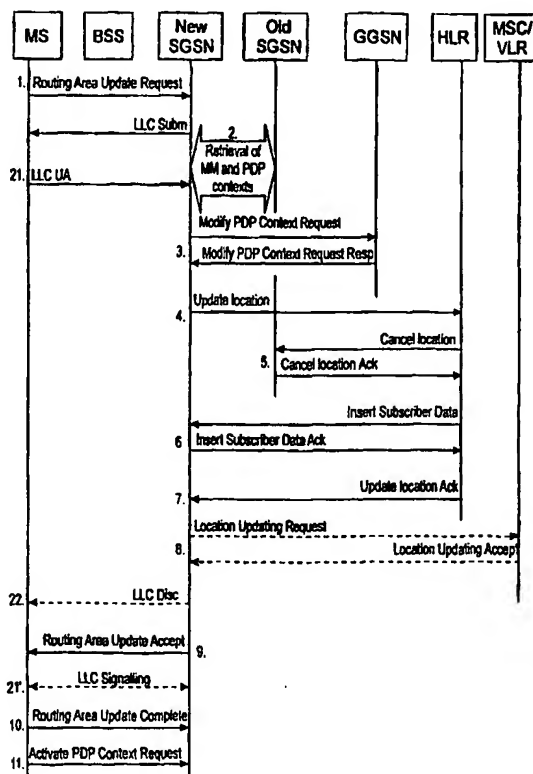 MS
BSS
New
SGSN
Old
SGSN
GGSN
HLR
MSC/
VLR
1. Routing Area Update Request
LLC Subm
2.
Retrieval of
MM and PDP
contexts
21. LLC UA
Modify PDP Context Request
3. Modify PDP Context Request Resp
4. Update location
Cancel location
5. Cancel location Ack
Insert Subscriber Data
6 Insert Subscriber Data Ack
Update location Ack
7.
Location Updating Request
8. Location Updating Accept
22. LLC Disc
Routing Area Update Accept 9.
21'. LLC Signalling
10. Routing Area Update Complete
11. Activate PDP Context Request